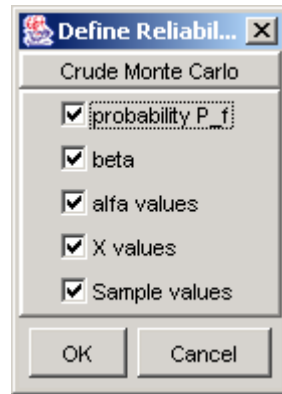 Define Reliabil...
Crude Monte Carlo
probability P_f
beta
alfa values
X values
Sample values
OK Cancel